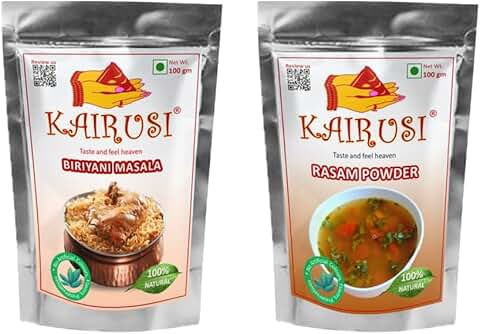 Review us
Net Wt.
100 gm
KAIRUSI®
Taste and feel heaven
BIRIYANI MASALA
100%
NATURAL
Review us
Net Wt.
100 gm
KAIRUSI®
Taste and feel heaven
RASAM POWDER
100%
NATURAL